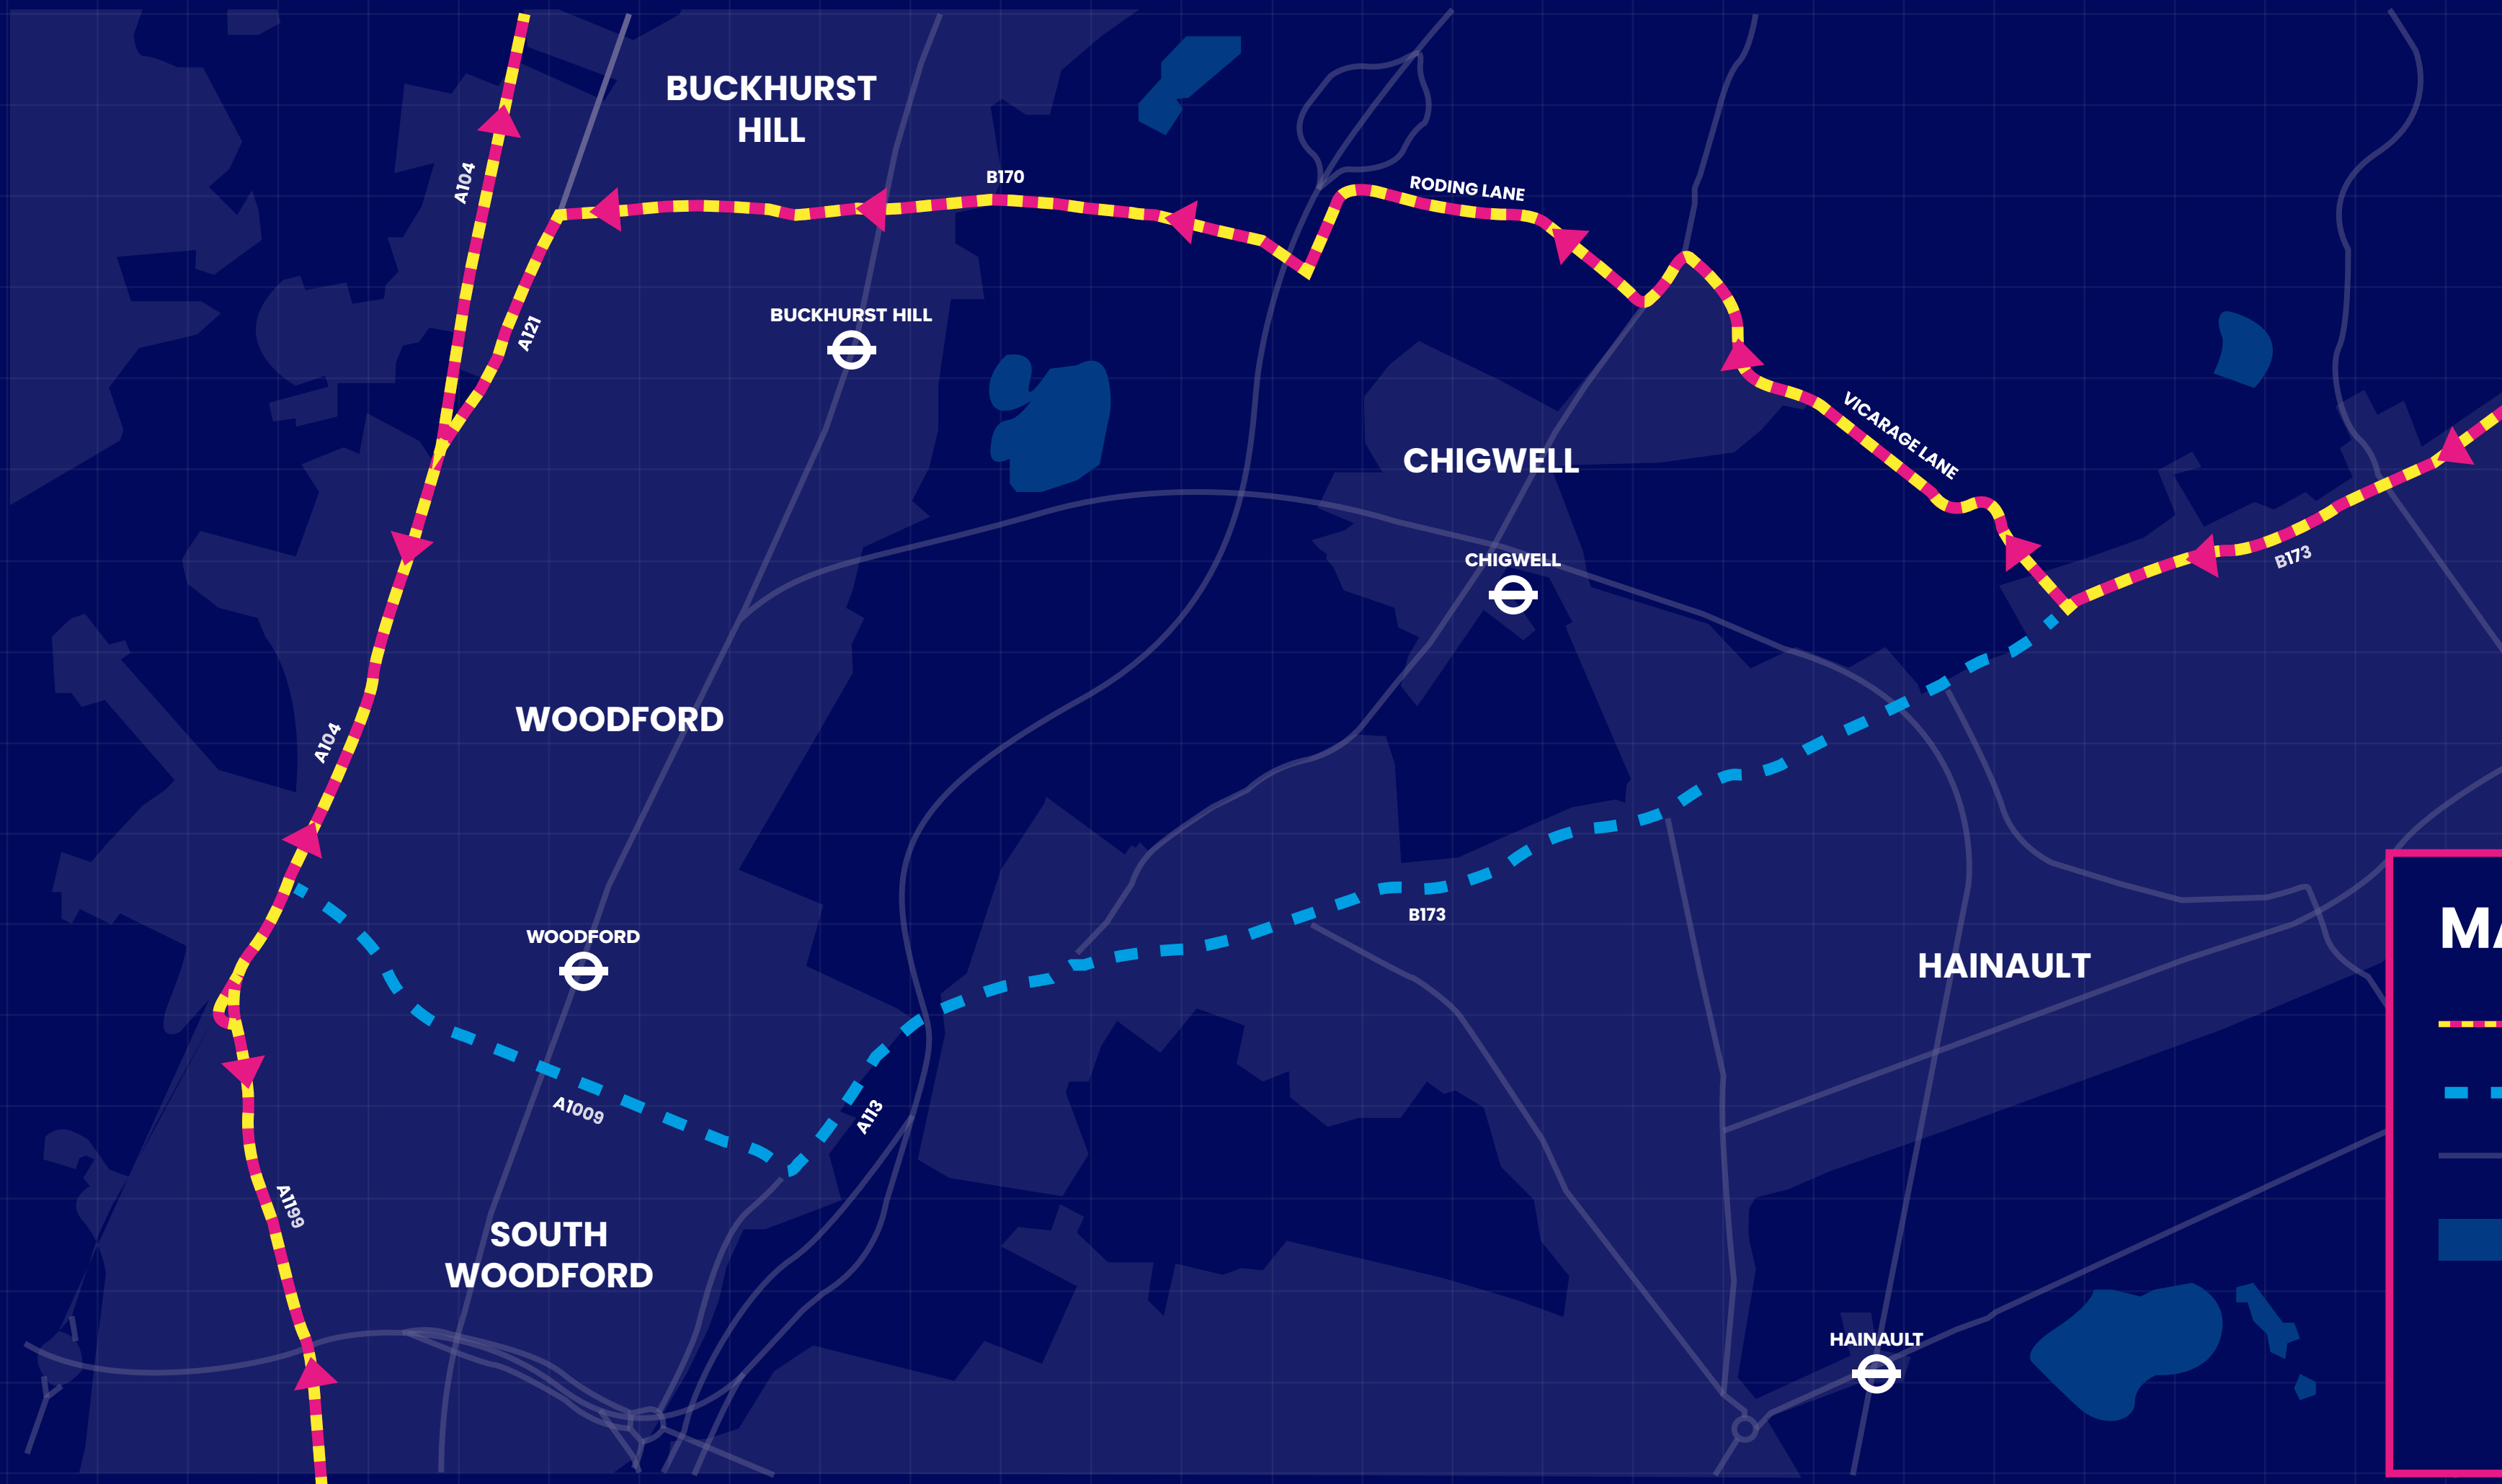 BUCKHURST
HILL
A104
B170
RODING LANE
A121
BUCKHURST HILL
VICARAGE LANE
CHIGWELL
CHIGWELL
B173
WOODFORD
A104
B173
WOODFORD
HAINAULT
MA
A1009
A113
A1199
SOUTH
WOODFORD
HAINAULT